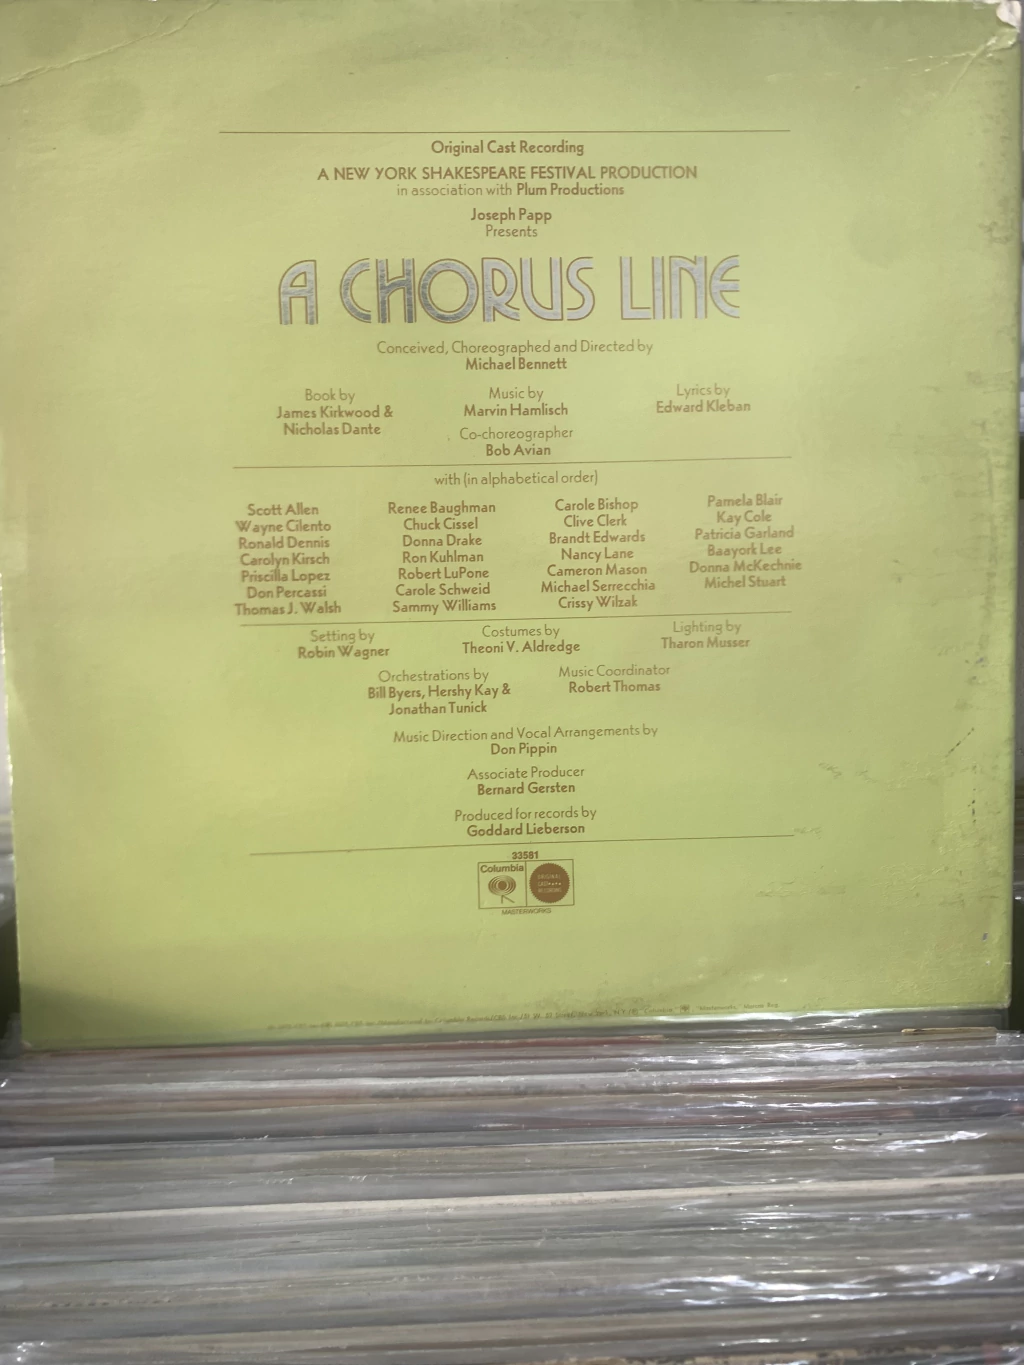 Original Cast Recording
A NEW YORK SHAKESPEARE FESTIVAL PRODUCTION
in association with Plum Productions
Joseph Papp
Presents
A CHORUS LINE
Conceived, Choreographed and Directed by
Michael Bennett
Book by
James Kirkwood &
Nicholas Dante
Music by
Marvin Hamlisch
Lyrics by
Edward Kleban
Co-choreographer
Bob Avian
with (in alphabetical order)
Scott Allen
Wayne Cilento
Ronald Dennis
Carolyn Kirsch
Priscilla Lopez
Don Percassi
Thomas J. Walsh
Renee Baughman
Chuck Cissel
Donna Drake
Ron Kuhlman
Robert LuPone
Carole Schweid
Sammy Williams
Carole Bishop
Clive Clerk
Brandt Edwards
Nancy Lane
Cameron Mason
Michael Serrecchia
Crissy Wilzak
Pamela Blair
Kay Cole
Patricia Garland
Baayork Lee
Donna McKechnie
Michel Stuart
Setting by
Robin Wagner
Costumes by
Theoni V. Aldredge
Lighting by
Tharon Musser
Orchestrations by
Bill Byers, Hershy Kay &
Jonathan Tunick
Music Coordinator
Robert Thomas
Music Direction and Vocal Arrangements by
Don Pippin
Associate Producer
Bernard Gersten
Produced for records by
Goddard Lieberson
33581
Columbia
MASTERWORKS